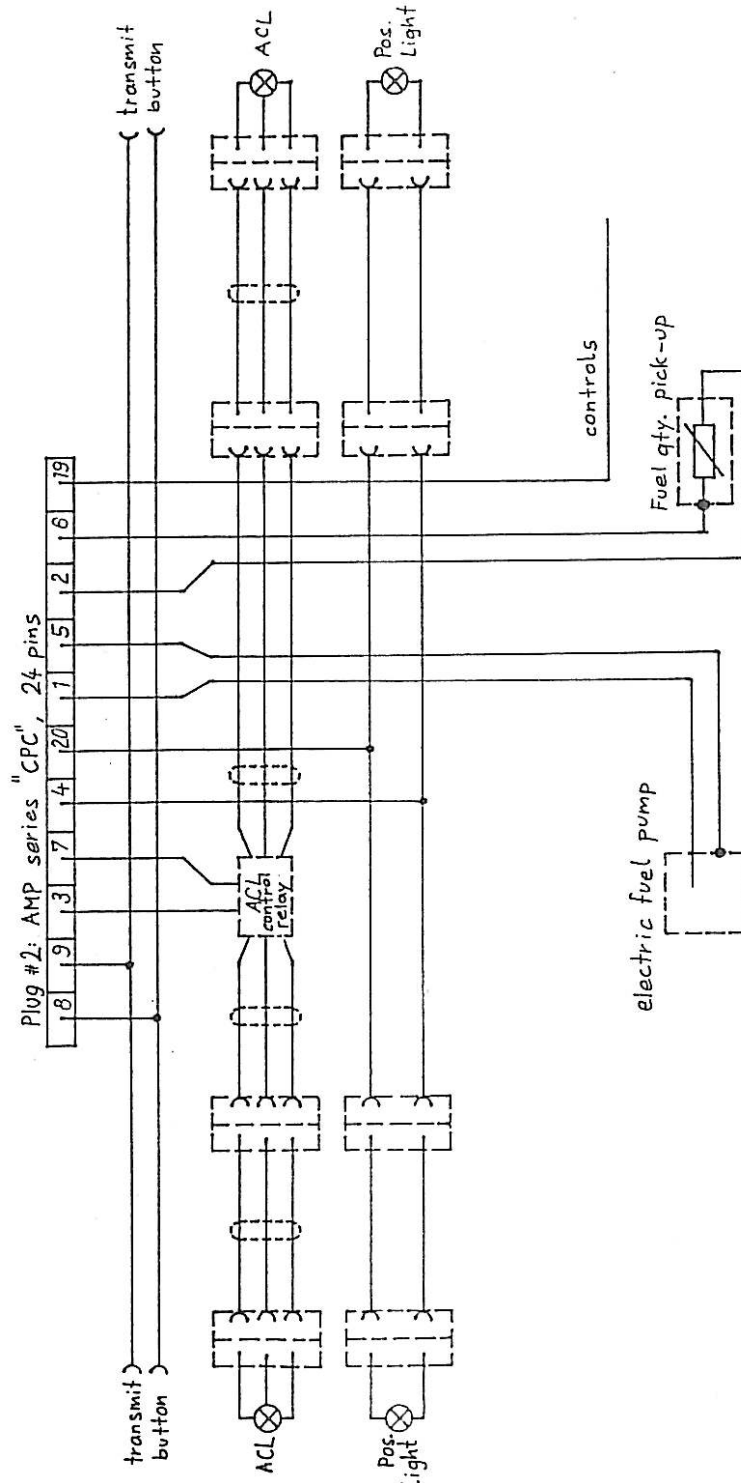 Plug #2: AMP series "CPC", 24 pins
8 9 3 7 4 20 1 5 2 6 19
transmit
button
transmit
button
ACL
ACL
control
relay
ACL
Pos.
Light
Pos.
Light
controls
Fuel qty. pick-up
electric fuel pump